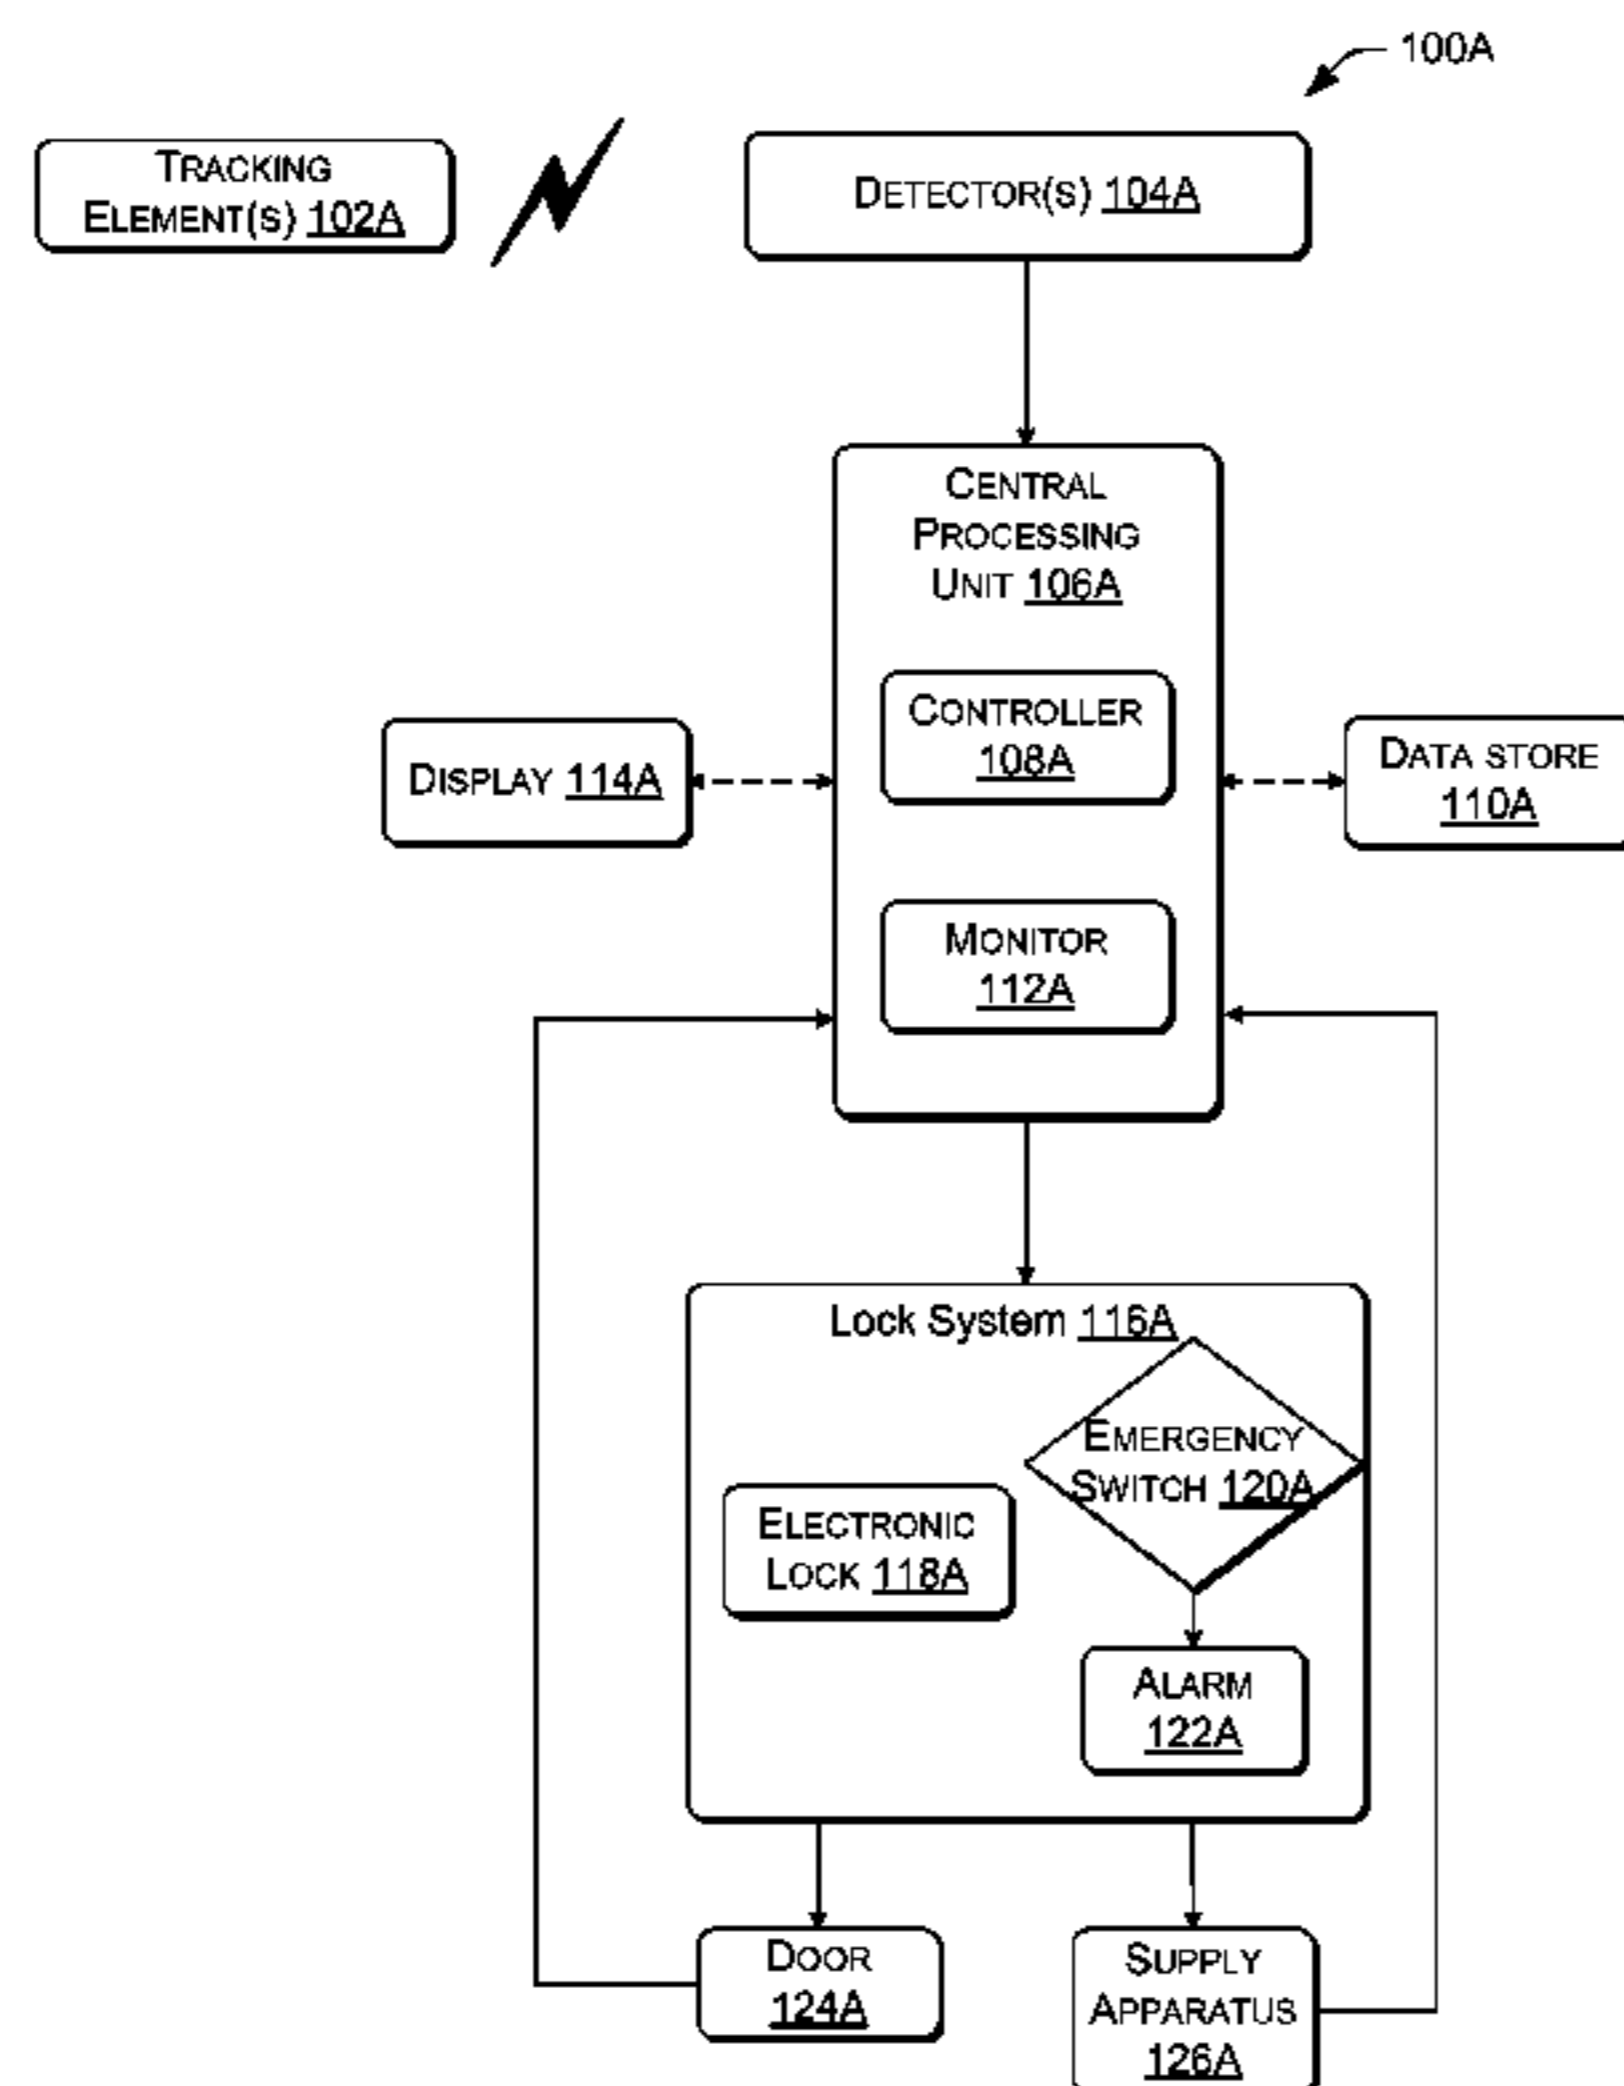 100A
TRACKING
ELEMENT(S) 102A
DETECTOR(S) 104A
CENTRAL
PROCESSING
UNIT 106A
CONTROLLER
108A
DISPLAY 114A
DATA STORE
110A
MONITOR
112A
Lock System 116A
EMERGENCY
SWITCH 120A
ELECTRONIC
LOCK 118A
ALARM
122A
DOOR
124A
SUPPLY
APPARATUS
126A